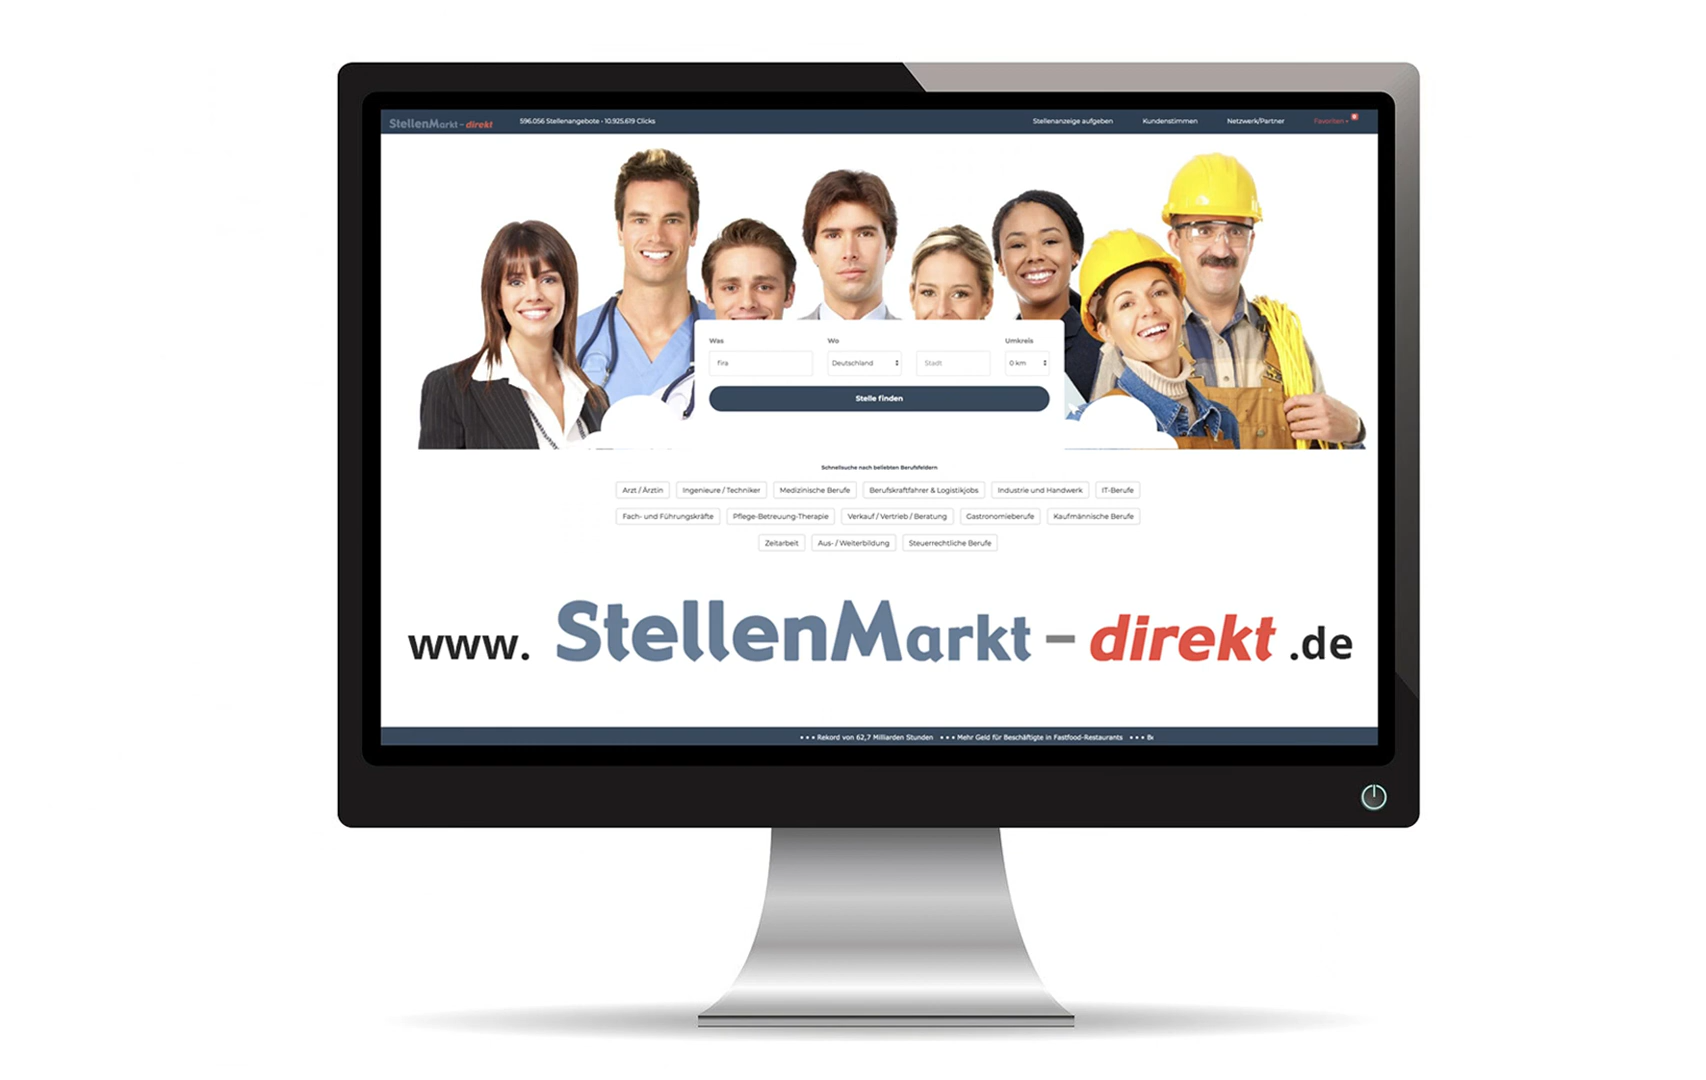 StellenMarkt - direkt 596.056 Stellenangebote - 10.925.619 Clicks Stellenanzeige aufgeben Kundenstimmen Netzwerk/Partner Favoriten 0
Was Wo Umkreis
fira Deutschland Stadt 0 km
Stelle finden
Schnellsuche nach beliebten Berufsfeldern
Arzt / Ärztin Ingenieure / Techniker Medizinische Berufe Berufskraftfahrer & Logistikjobs Industrie und Handwerk IT-Berufe
Fach- und Führungskräfte Pflege-Betreuung-Therapie Verkauf / Vertrieb / Beratung Gastronomieberufe Kaufmännische Berufe
Zeitarbeit Aus- / Weiterbildung Steuerrechtliche Berufe
www. StellenMarkt - direkt .de
• • • Rekord von 62,7 Milliarden Stunden • • • Mehr Geld für Beschäftigte in Fastfood-Restaurants • • •